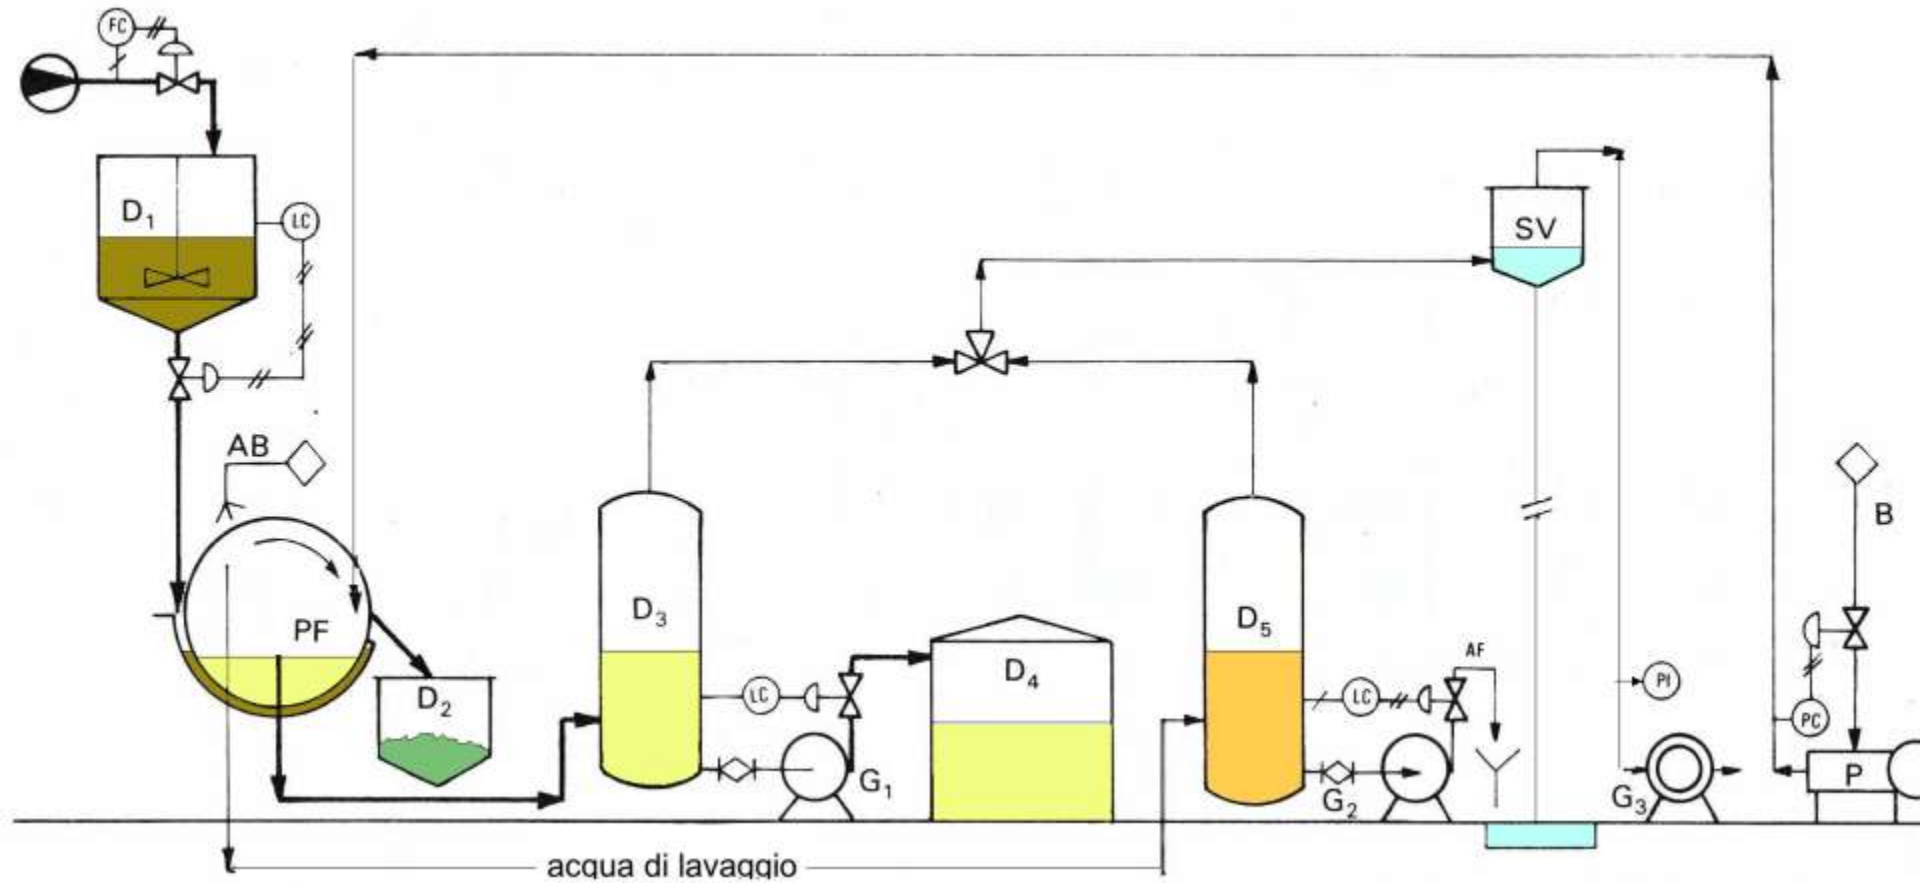 FC
D1
LC
SV
AB
B
PF
D2
D3
LC
G1
D4
D5
LC
AF
G2
PI
G3
PC
P
acqua di lavaggio